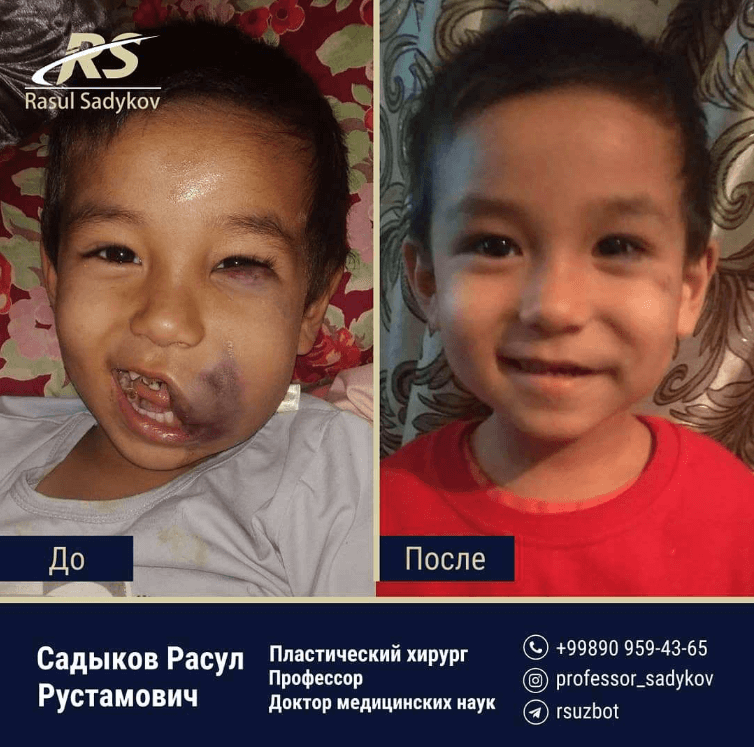 RS
Rasul Sadykov
До
После
Садыков Расул
Рустамович
Пластический хирург
Профессор
Доктор медицинских наук
+99890 959-43-65
professor_sadykov
rsuzbot